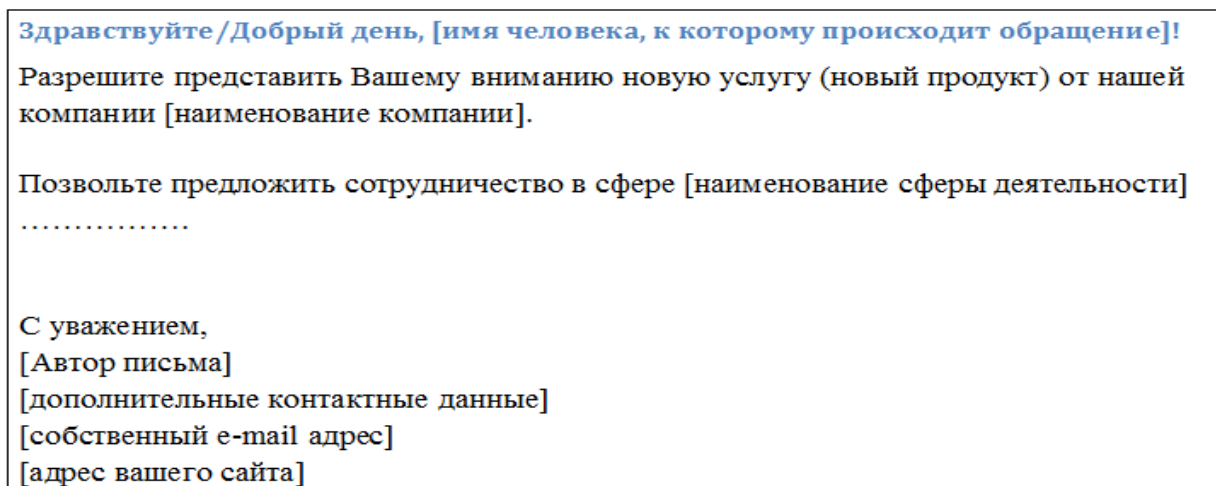 Здравствуйте/Добрый день, [имя человека, к которому происходит обращение]!
Разрешите представить Вашему вниманию новую услугу (новый продукт) от нашей
компании [наименование компании].
Позвольте предложить сотрудничество в сфере [наименование сферы деятельности]
................
С уважением,
[Автор письма]
[дополнительные контактные данные]
[собственный e-mail адрес]
[адрес вашего сайта]